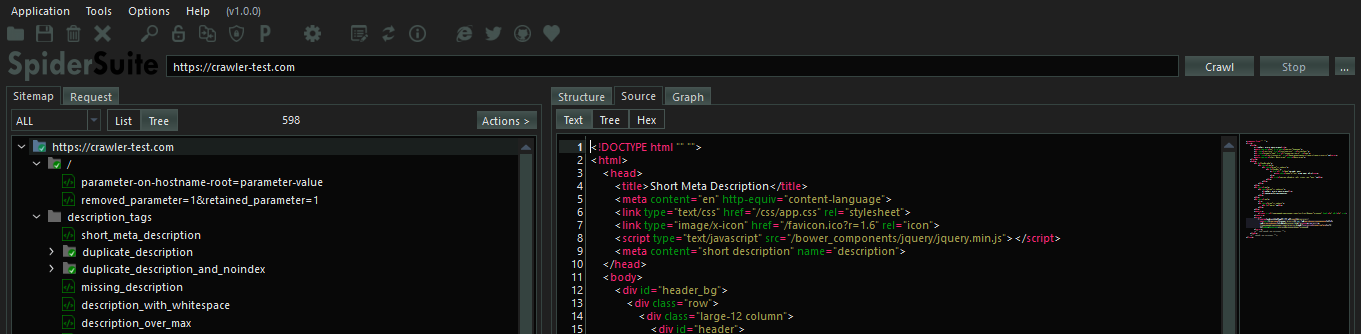 Application Tools Options Help (v1.0.0)
SpiderSuite https://crawler-test.com Crawl Stop ...
Sitemap Request
ALL List Tree 598 Actions >
https://crawler-test.com
/
parameter-on-hostname-root=parameter-value
removed_parameter=1&retained_parameter=1
description_tags
short_meta_description
duplicate_description
duplicate_description_and_noindex
missing_description
description_with_whitespace
description_over_max
Structure Source Graph
Text Tree Hex
1 <!DOCTYPE html "" "">
2 <html>
3 <head>
4 <title>Short Meta Description</title>
5 <meta content="en" http-equiv="content-language">
6 <link type="text/css" href="/css/app.css" rel="stylesheet">
7 <link type="image/x-icon" href="/favicon.ico?r=1.6" rel="icon">
8 <script type="text/javascript" src="/bower_components/jquery/jquery.min.js"></script>
9 <meta content="short description" name="description">
10 </head>
11 <body>
12 <div id="header_bg">
13 <div class="row">
14 <div class="large-12 column">
15 <div id="header">